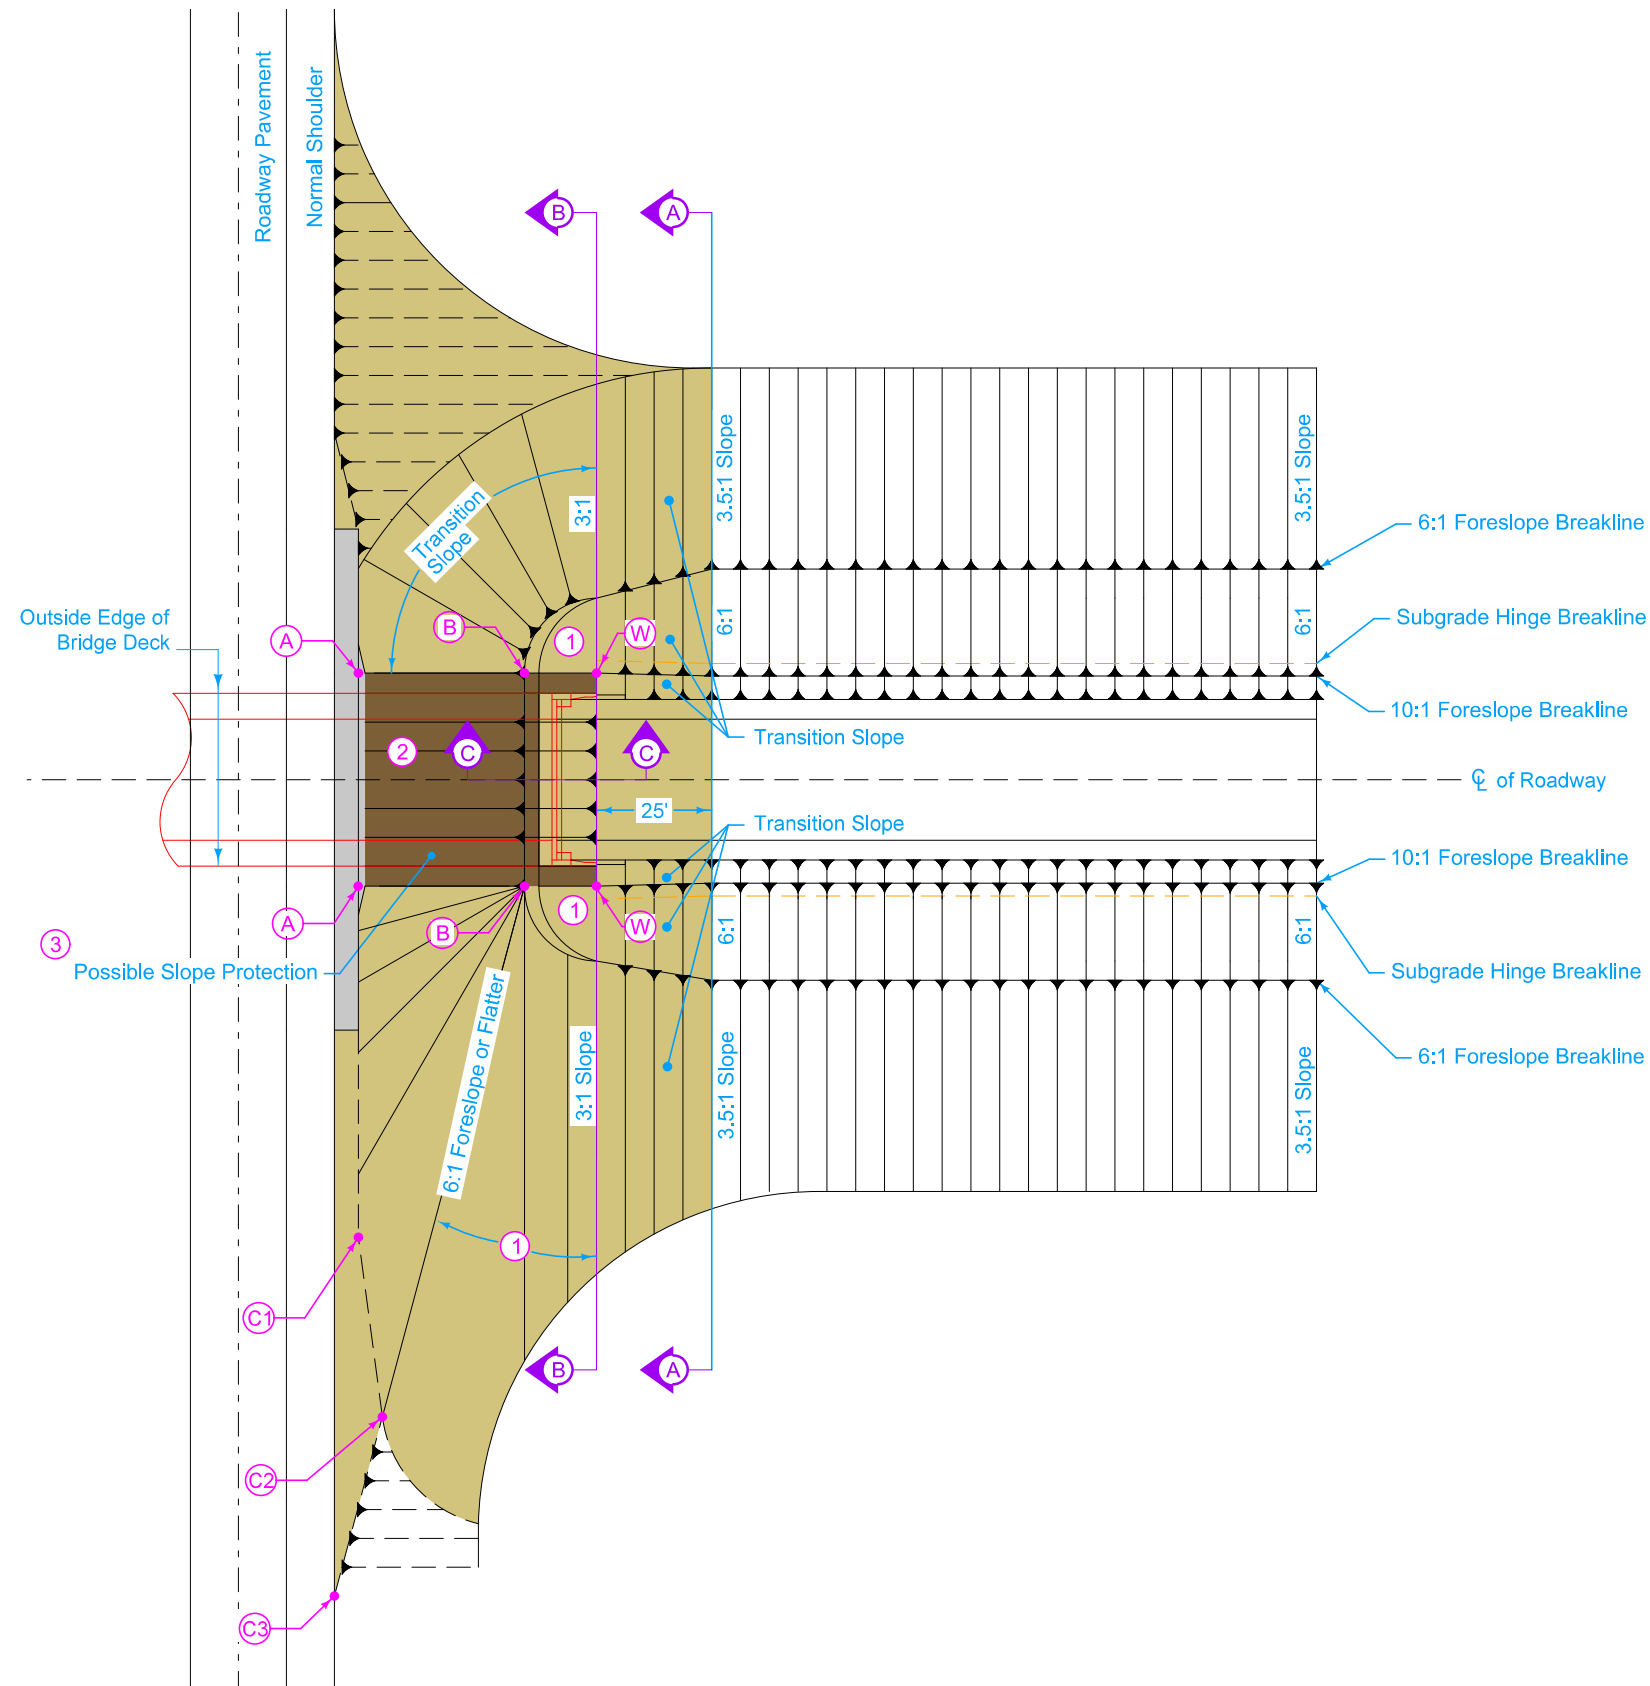 Roadway Pavement
Normal Shoulder
B
A
3.5:1 Slope
3.5:1 Slope
3:1
Transition
Slope
6:1 Foreslope Breakline
Outside Edge of
Bridge Deck
A
B
1
W
6:1
6:1
Subgrade Hinge Breakline
10:1 Foreslope Breakline
2
C
C
Transition Slope
℄ of Roadway
25'
Transition Slope
10:1 Foreslope Breakline
A
B
1
W
6:1
6:1
3
Possible Slope Protection
Subgrade Hinge Breakline
6:1 Foreslope or Flatter
3:1 Slope
3.5:1 Slope
3.5:1 Slope
6:1 Foreslope Breakline
1
C1
B
A
C2
C3